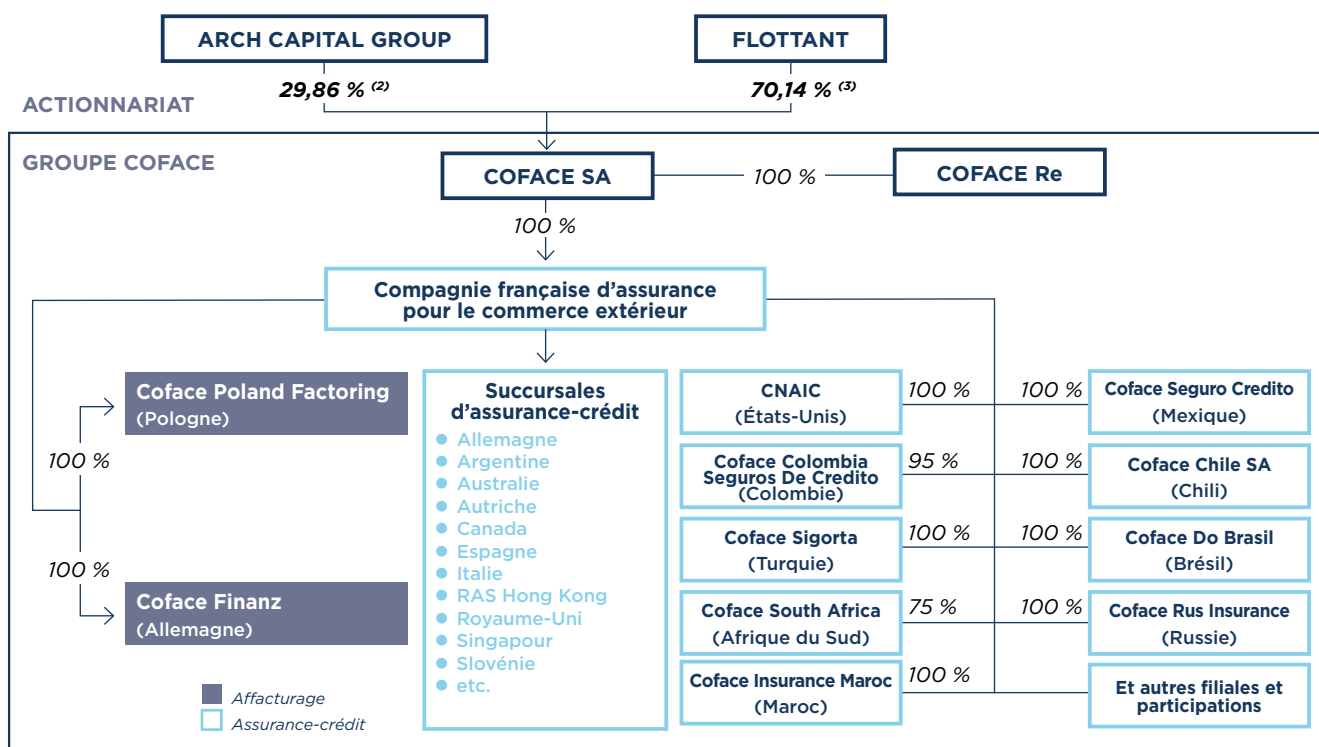 ARCH CAPITAL GROUP
FLOTTANT
29,86 % (2)
70,14 % (3)
ACTIONNARIAT
GROUPE COFACE
COFACE SA
100 %
COFACE Re
100 %
Compagnie française d'assurance
pour le commerce extérieur
Coface Poland Factoring
(Pologne)
100 %
100 %
Coface Finanz
(Allemagne)
Succursales
d'assurance-crédit
Allemagne
Argentine
Australie
Autriche
Canada
Espagne
Italie
RAS Hong Kong
Royaume-Uni
Singapour
Slovénie
etc.
CNAIC
(États-Unis)
100 %
100 %
Coface Seguro Credito
(Mexique)
Coface Colombia
Seguros De Credito
(Colombie)
95 %
100 %
Coface Chile SA
(Chili)
Coface Sigorta
(Turquie)
100 %
100 %
Coface Do Brasil
(Brésil)
Coface South Africa
(Afrique du Sud)
75 %
100 %
Coface Rus Insurance
(Russie)
Coface Insurance Maroc
(Maroc)
100 %
Et autres filiales et
participations
Affacturage
Assurance-crédit